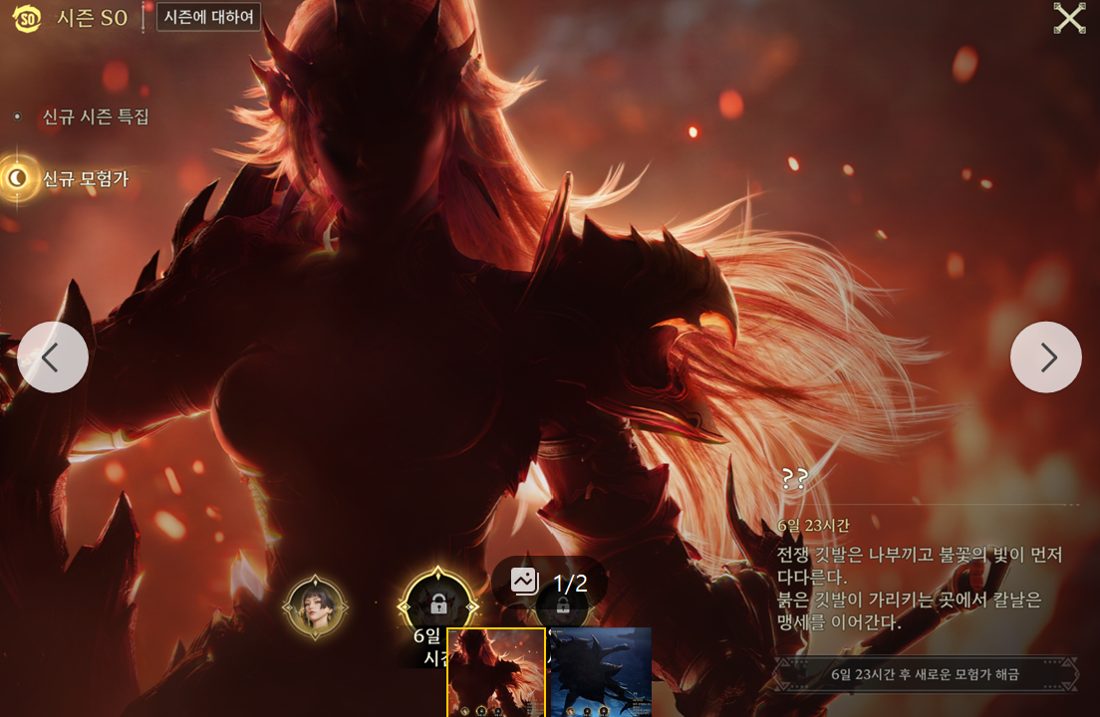 SO 시즌 SO 시즌에 대하여
신규 시즌 특집
신규 모험가
??
6일 23시간
전쟁 깃발은 나부끼고 불꽃의 빛이 먼저
다다른다.
붉은 깃발이 가리키는 곳에서 칼날은
맹세를 이어간다.
1/2
6일
시간
6일 23시간 후 새로운 모험가 해금